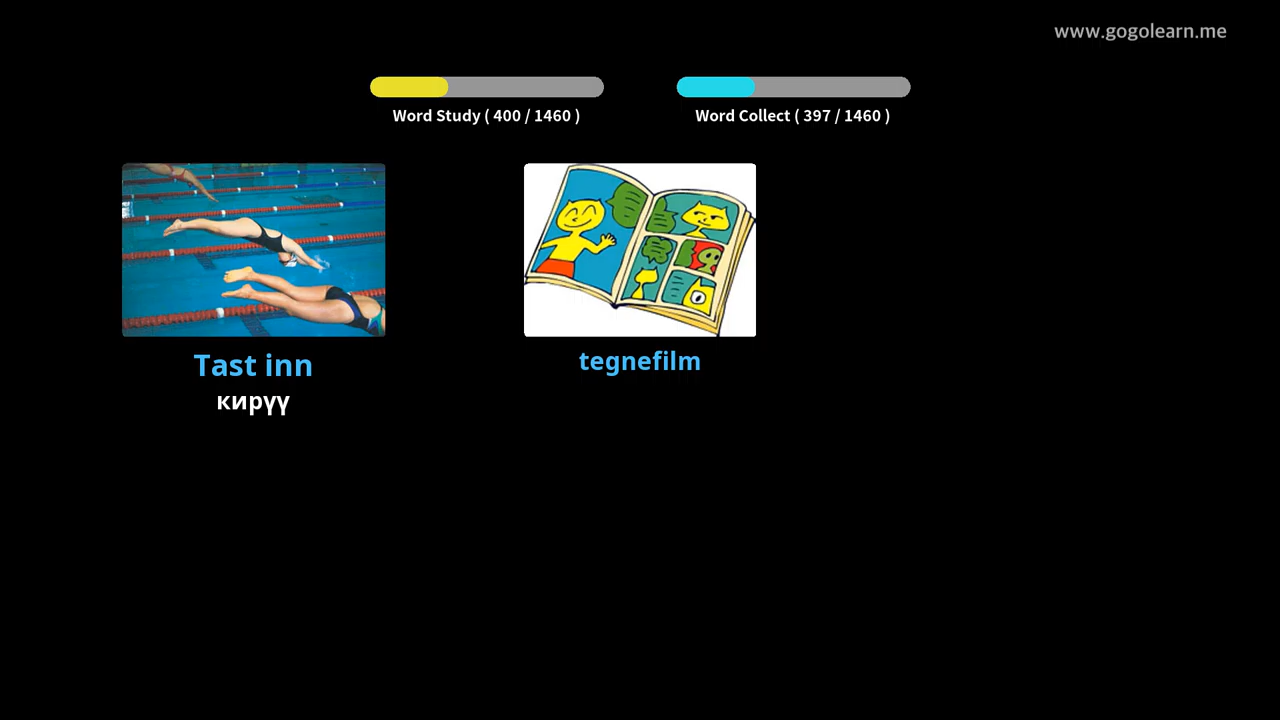 www.gogolearn.me
Word Study ( 400 / 1460 )
Word Collect ( 397 / 1460 )
Tast inn
кирүү
tegnefilm